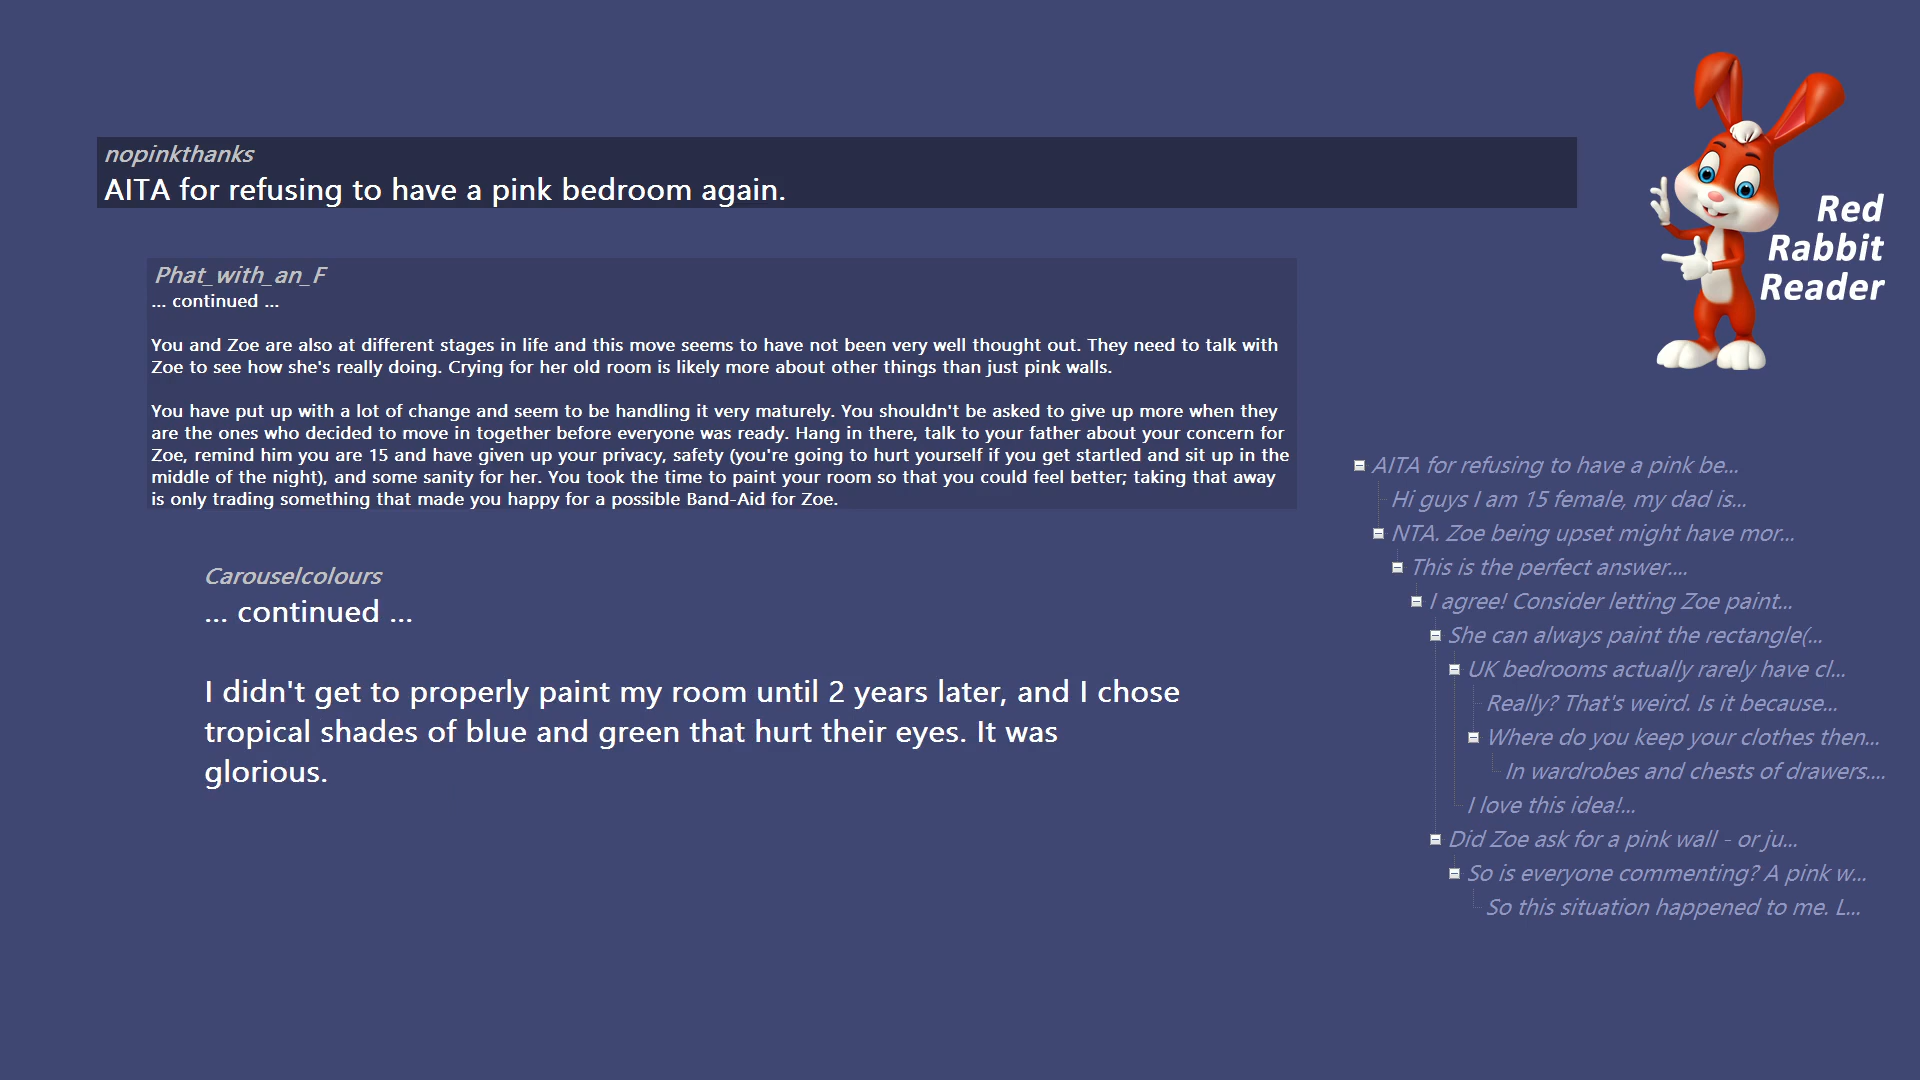 nopinkthanks
AITA for refusing to have a pink bedroom again.
Phat_with_an_F
... continued ...
You and Zoe are also at different stages in life and this move seems to have not been very well thought out. They need to talk with
Zoe to see how she's really doing. Crying for her old room is likely more about other things than just pink walls.
You have put up with a lot of change and seem to be handling it very maturely. You shouldn't be asked to give up more when they
are the ones who decided to move in together before everyone was ready. Hang in there, talk to your father about your concern for
Zoe, remind him you are 15 and have given up your privacy, safety (you're going to hurt yourself if you get startled and sit up in the
middle of the night), and some sanity for her. You took the time to paint your room so that you could feel better; taking that away
is only trading something that made you happy for a possible Band-Aid for Zoe.
Carouselcolours
... continued ...
I didn't get to properly paint my room until 2 years later, and I chose
tropical shades of blue and green that hurt their eyes. It was
glorious.
Red
Rabbit
Reader
AITA for refusing to have a pink be...
Hi guys I am 15 female, my dad is...
NTA. Zoe being upset might have mor...
This is the perfect answer....
I agree! Consider letting Zoe paint...
She can always paint the rectangle(...
UK bedrooms actually rarely have cl...
Really? That's weird. Is it because...
Where do you keep your clothes then...
In wardrobes and chests of drawers....
I love this idea!...
Did Zoe ask for a pink wall - or ju...
So is everyone commenting? A pink w...
So this situation happened to me. L...